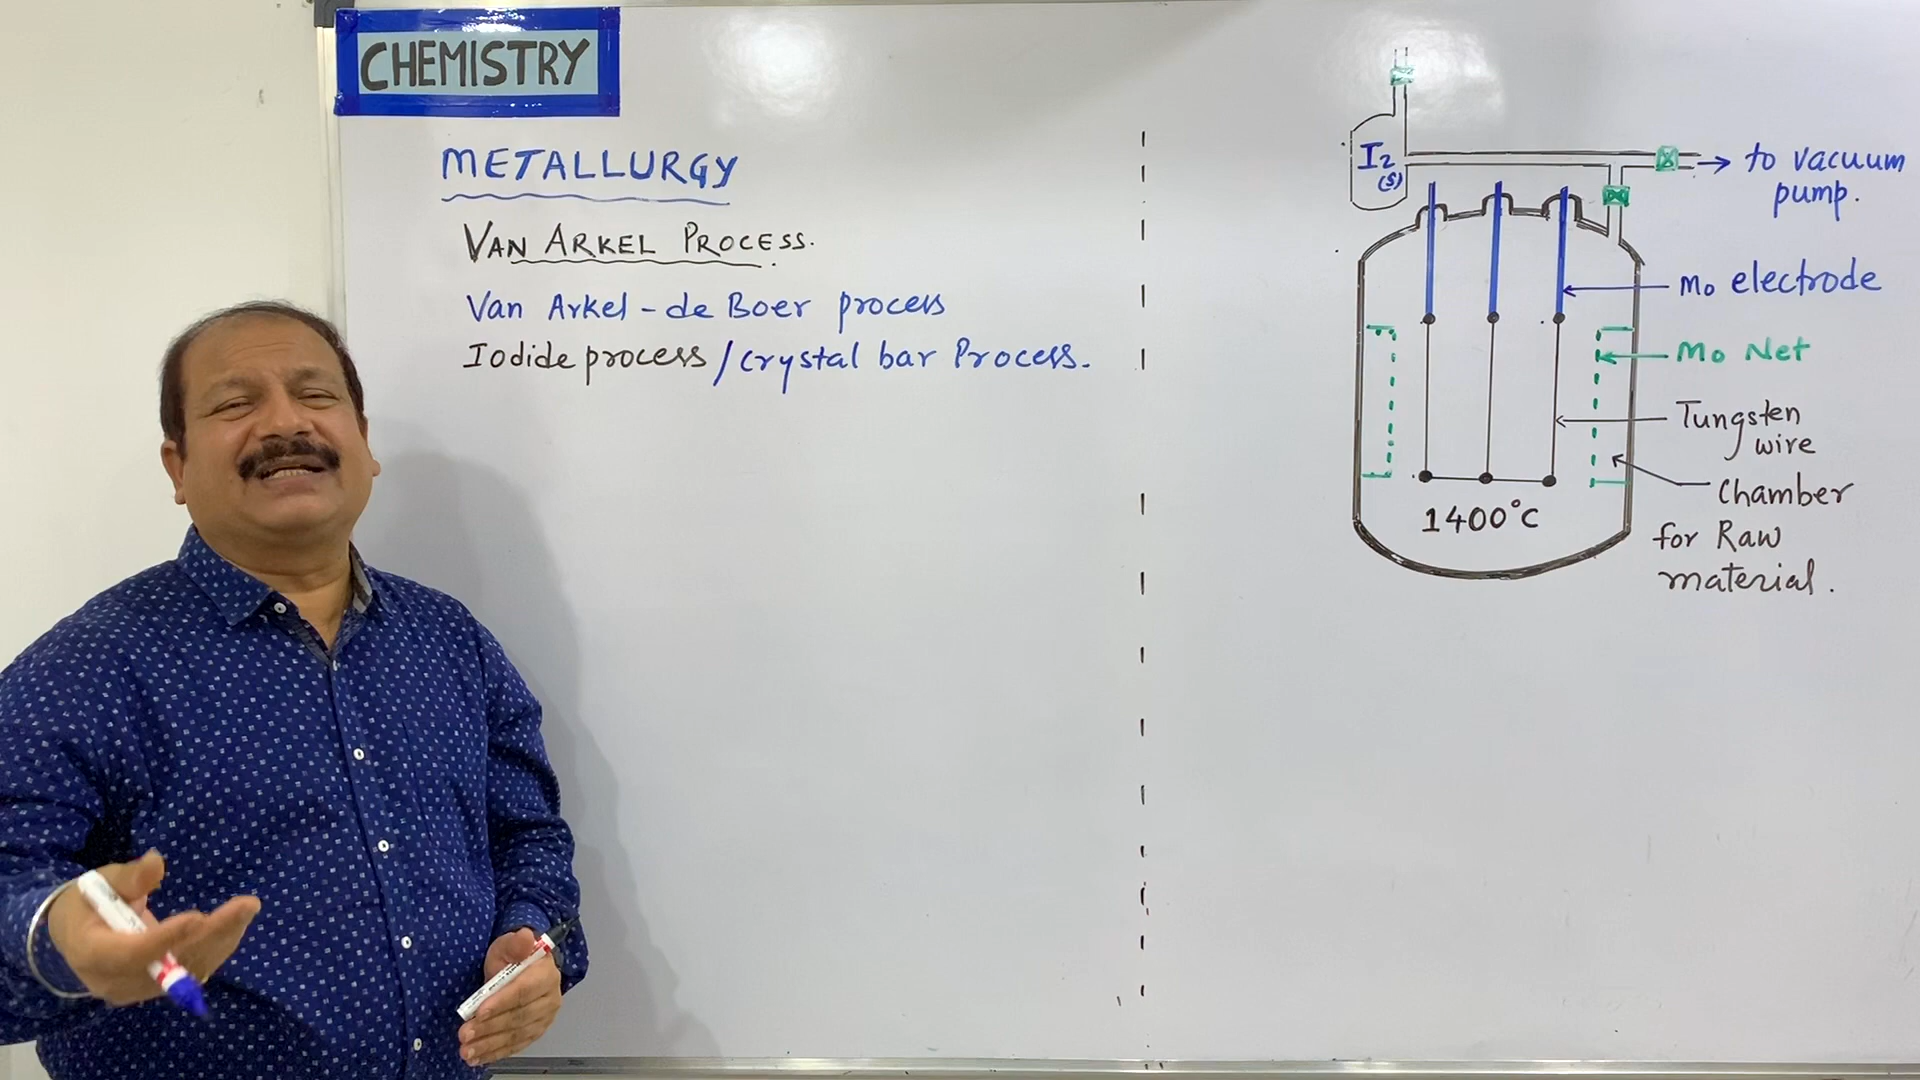 CHEMISTRY
METALLURGY
VAN ARKEL PROCESS.
Van Arkel - de Boer process
Iodide process / Crystal bar Process.
I2
(s)
→ to vacuum
pump.
Mo electrode
Mo Net
Tungsten
wire
Chamber
for Raw
material.
1400°C